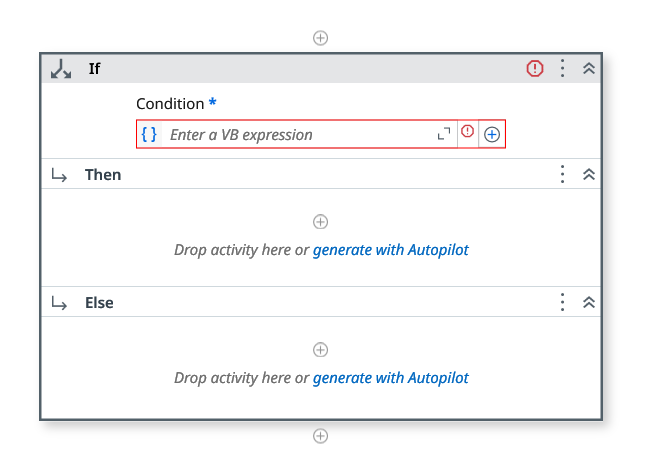 If
Condition *
{ } Enter a VB expression
Then
Drop activity here or generate with Autopilot
Else
Drop activity here or generate with Autopilot